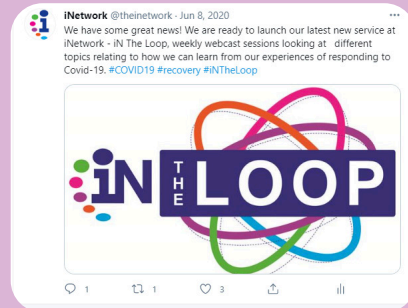 iNetwork @theinetwork · Jun 8, 2020
We have some great news! We are ready to launch our latest new service at
iNetwork - iN The Loop, weekly webcast sessions looking at different
topics relating to how we can learn from our experiences of responding to
Covid-19. #COVID19 #recovery #iNTheLoop
iN THE LOOP
1 1 3